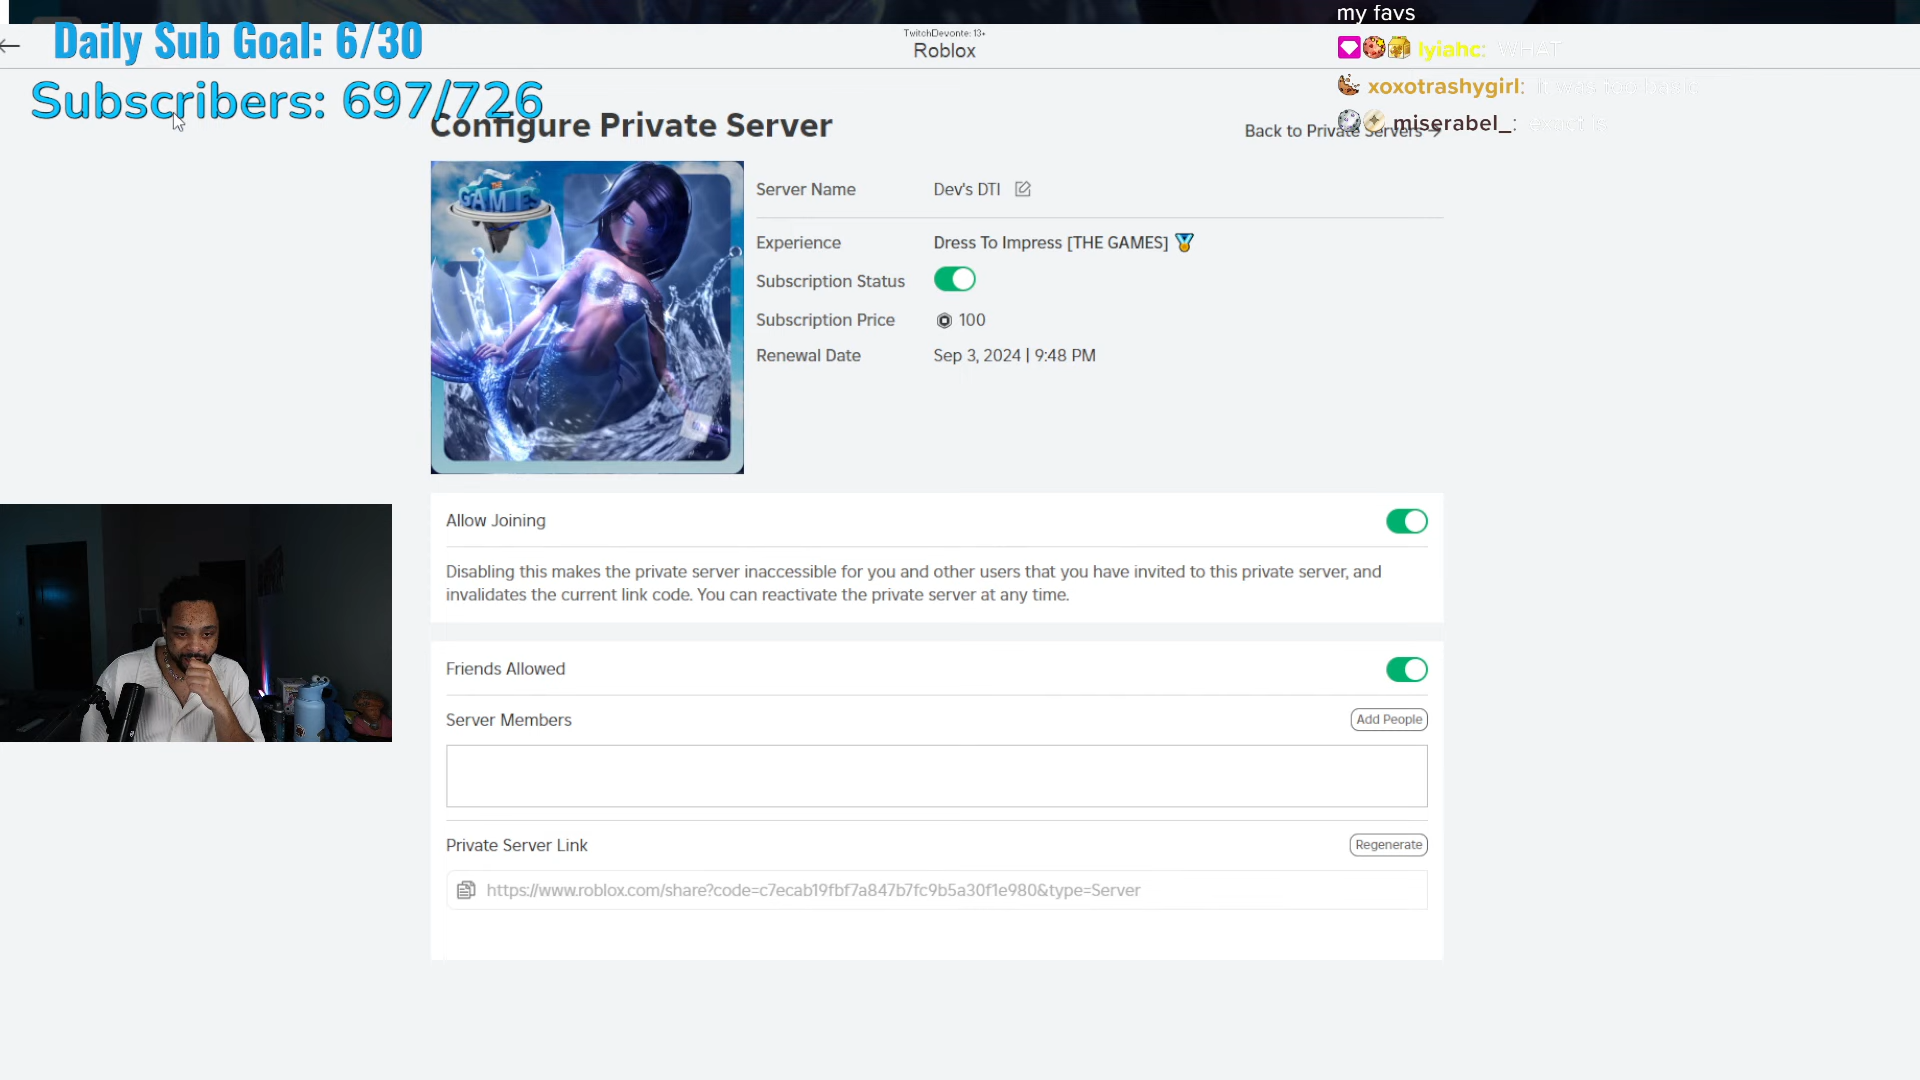 my favs
TwitchDevonte: 13+
Roblox
Daily Sub Goal: 6/30
lyiahc: WHAT
Subscribers: 697/726
xoxotrashygirl:
miserabel_:
Configure Private Server
Back to Private Servers →
THE GAMES
Server Name Dev's DTI
Experience Dress To Impress [THE GAMES]
Subscription Status
Subscription Price 100
Renewal Date Sep 3, 2024 | 9:48 PM
Allow Joining
Disabling this makes the private server inaccessible for you and other users that you have invited to this private server, and
invalidates the current link code. You can reactivate the private server at any time.
Friends Allowed
Server Members Add People
Private Server Link Regenerate
https://www.roblox.com/share?code=c7ecab19fbf7a847b7fc9b5a30f1e980&type=Server